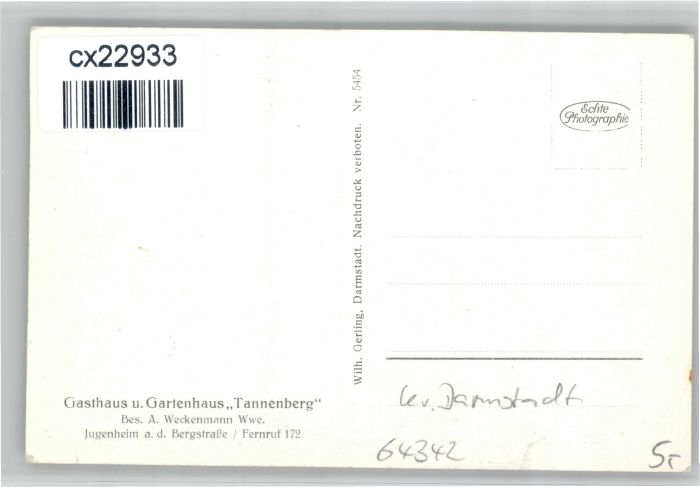 cx22933
Echte
Photographie
Wilh. Gerling, Darmstadt. Nachdruck verboten. Nr. 5454
Gasthaus u. Gartenhaus „Tannenberg"
Bes. A. Weckenmann Wwe.
Jugenheim a. d. Bergstraße / Fernruf 172
Kr. Darmstadt
64342
5,-